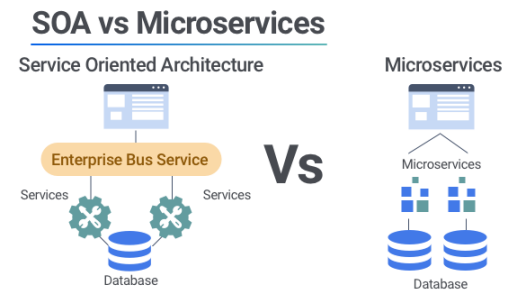 SOA vs Microservices
Service Oriented Architecture
Enterprise Bus Service
Services
Services
Database
Vs
Microservices
Microservices
Database